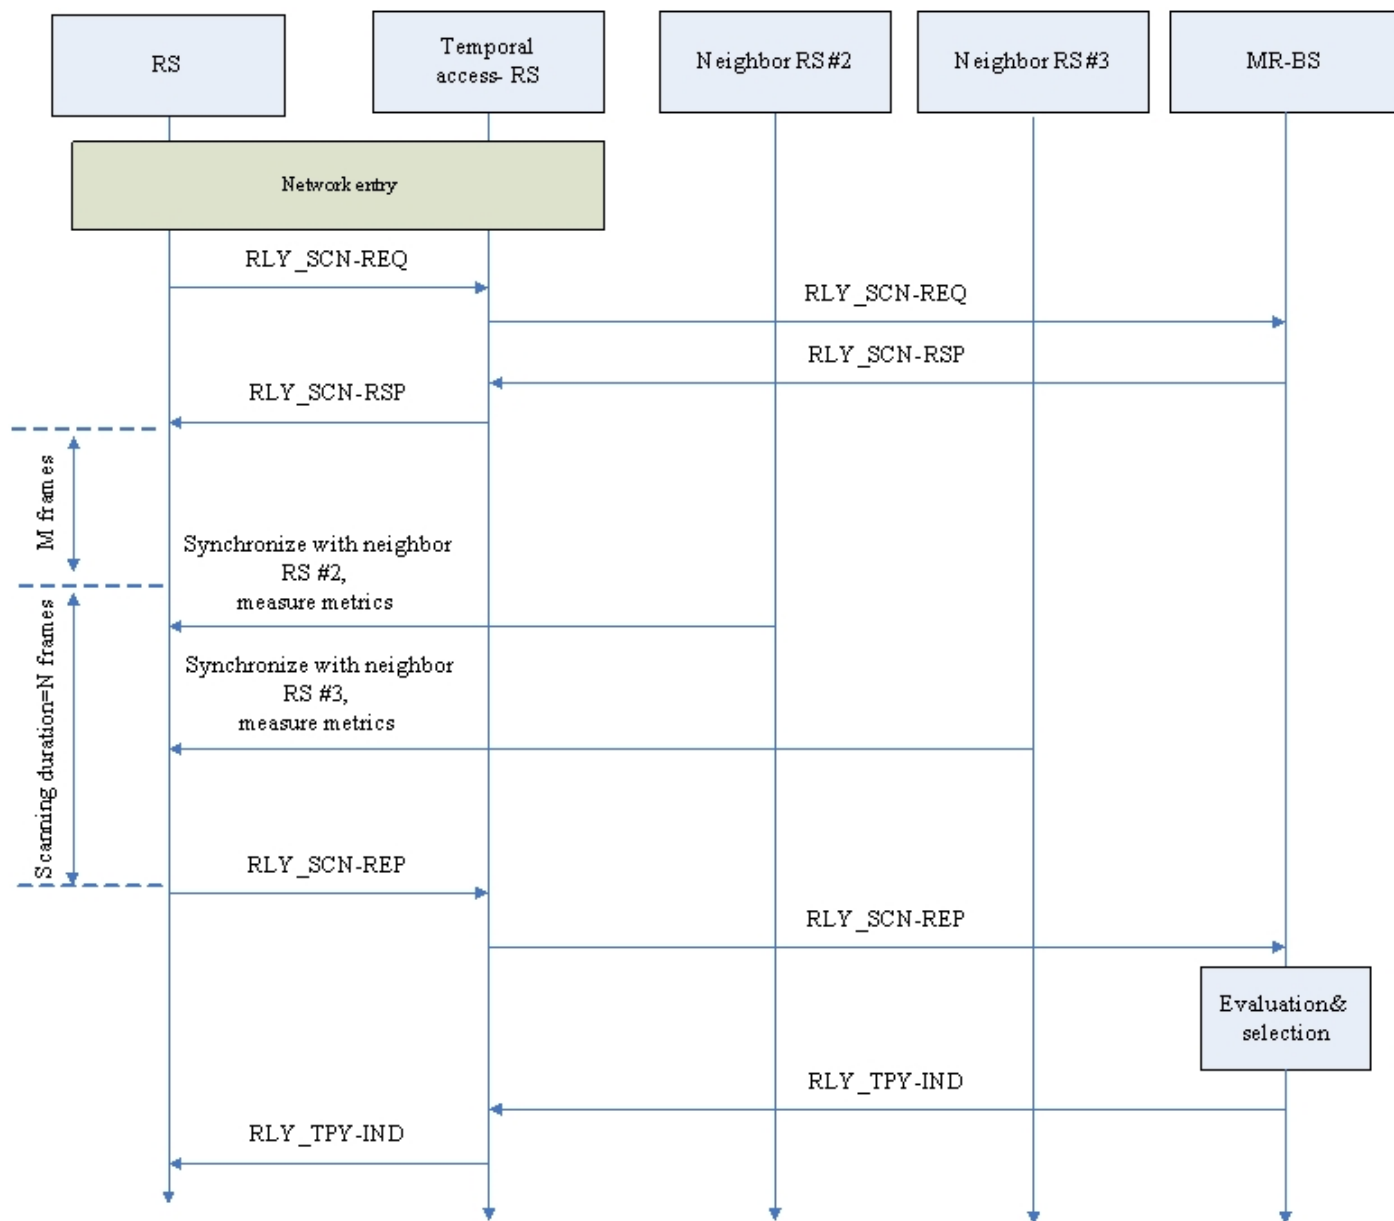 RS
Temporal
access- RS
Neighbor RS#2
Neighbor RS#3
MR-BS
Network entry
RLY_SCN-REQ
RLY_SCN-REQ
RLY_SCN-RSP
RLY_SCN-RSP
M frames
Synchronize with neighbor
RS #2,
measure metrics
Scanning duration=N frames
Synchronize with neighbor
RS #3,
measure metrics
RLY_SCN-REP
RLY_SCN-REP
Evaluation&
selection
RLY_TPY-IND
RLY_TPY-IND